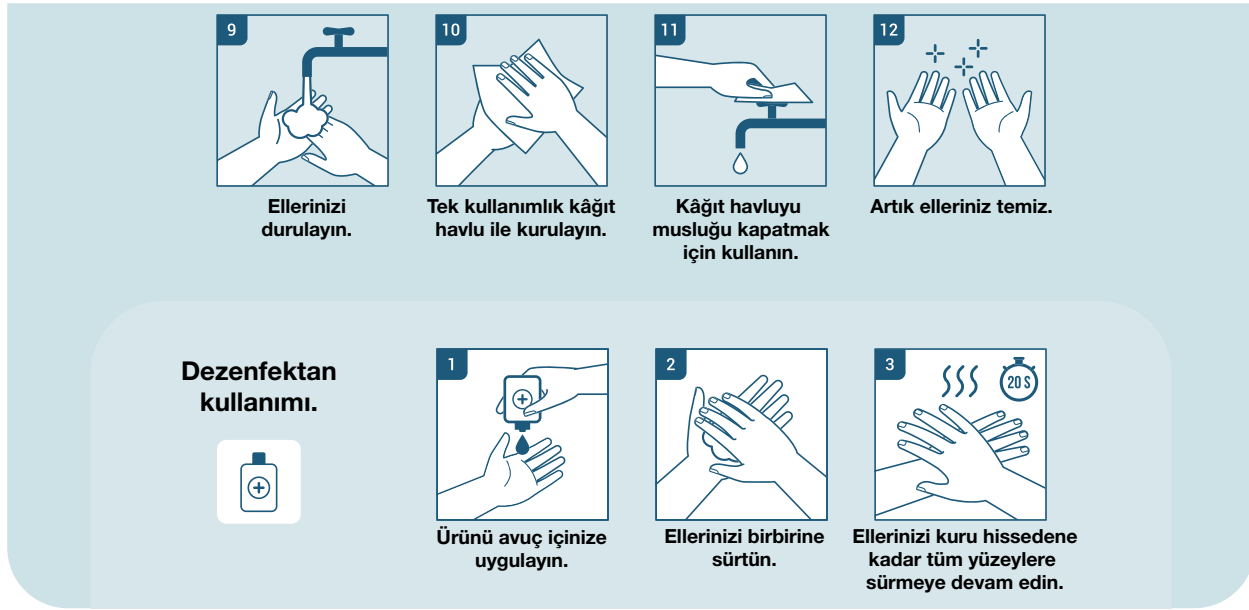 9
10
11
12
Ellerinizi
durulayın.
Tek kullanımlık kâğıt
havlu ile kurulayın.
Kâğıt havluyu
musluğu kapatmak
için kullanın.
Artık elleriniz temiz.
Dezenfektan
kullanımı.
1
2
3
20 S
Ürünü avuç içinize
uygulayın.
Ellerinizi birbirine
sürtün.
Ellerinizi kuru hissedene
kadar tüm yüzeylere
sürmeye devam edin.